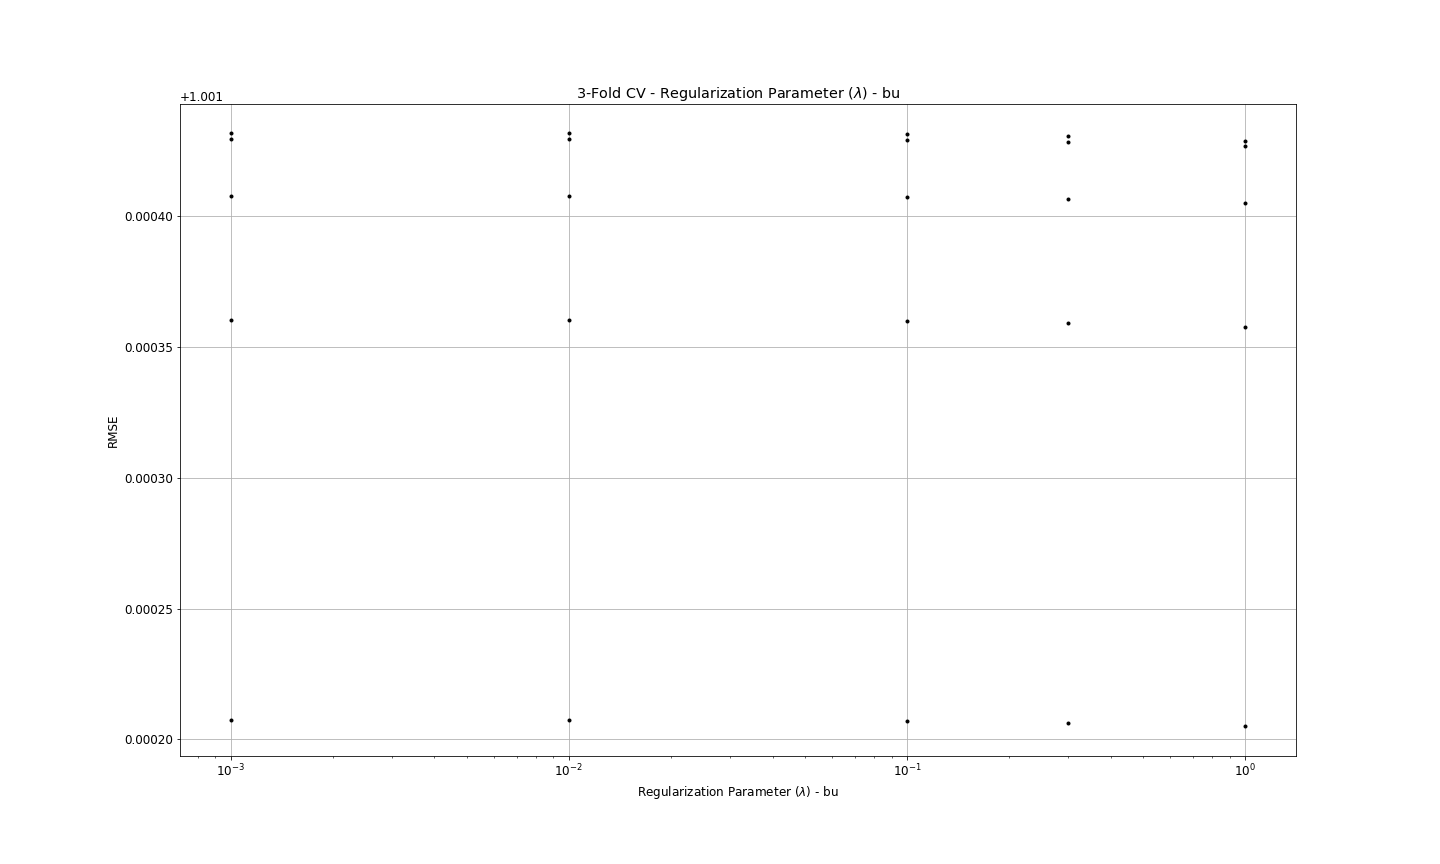 3-Fold CV - Regularization Parameter (λ) - bu
+1.001
0.00040
0.00035
0.00030
0.00025
0.00020
RMSE
10⁻³ 10⁻² 10⁻¹ 10⁰
Regularization Parameter (λ) - bu